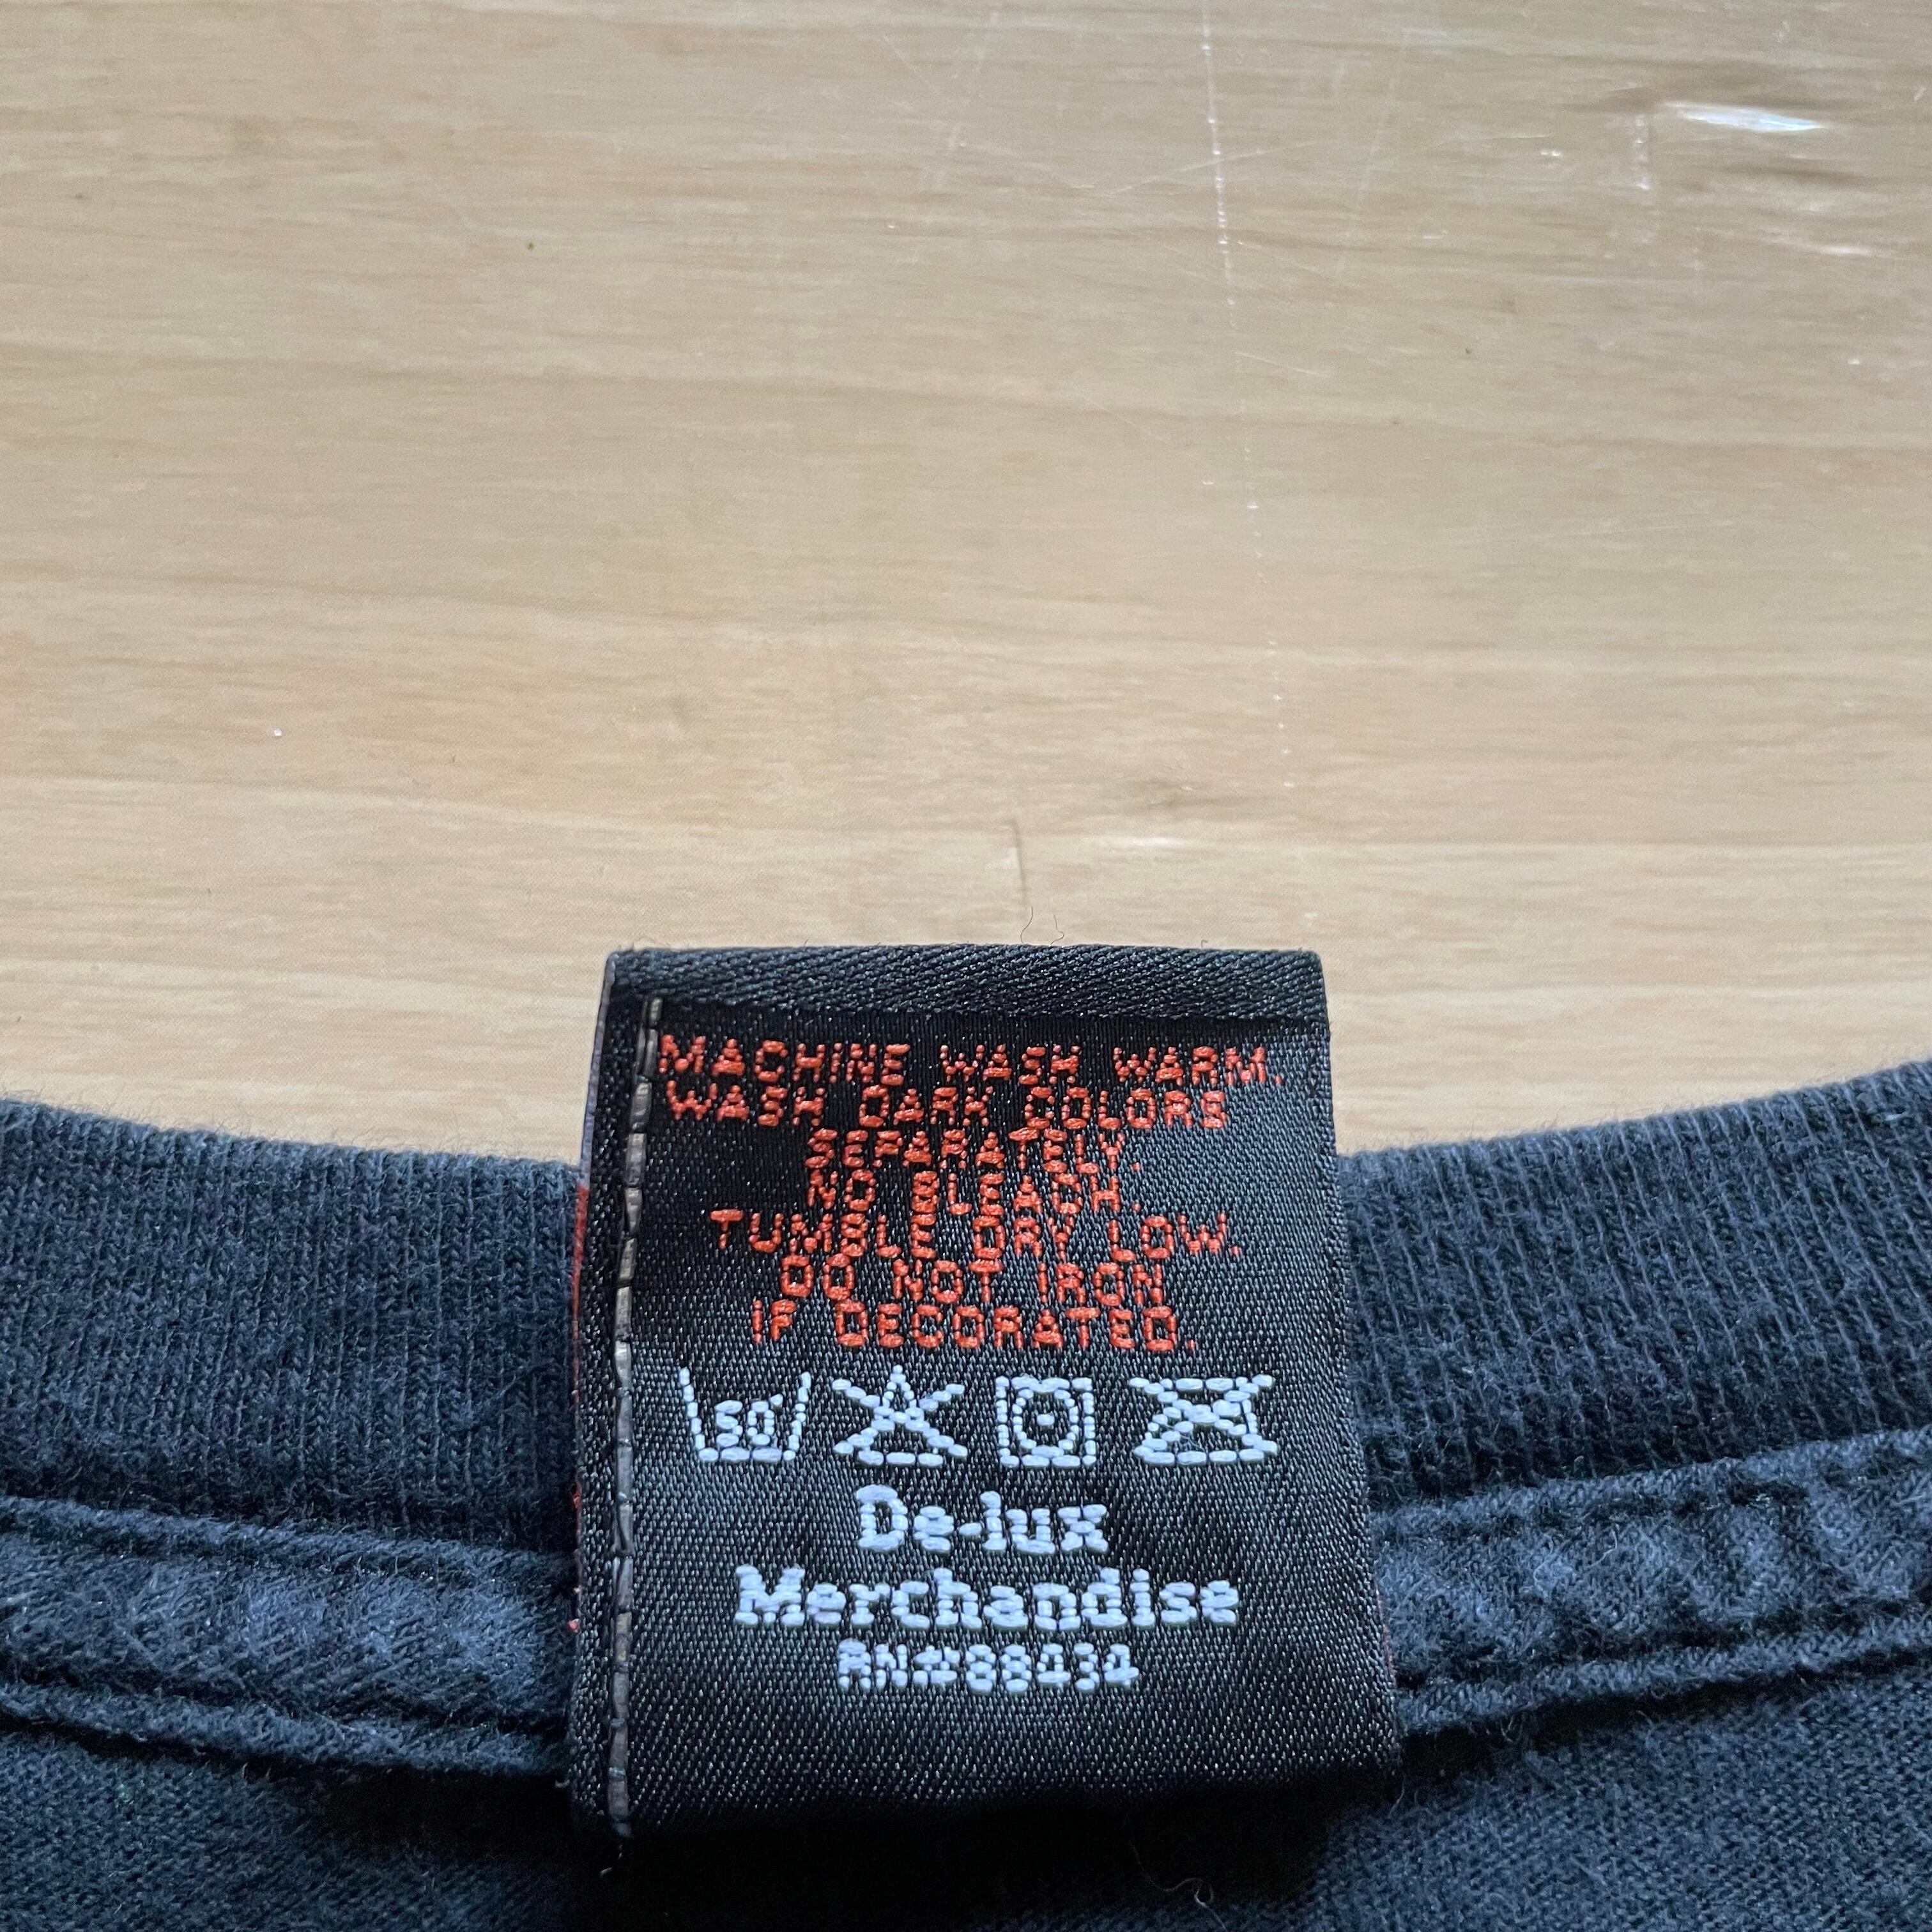 MACHINE WASH WARM.
WASH DARK COLORS
SEPARATELY.
NO BLEACH.
TUMBLE DRY LOW.
DO NOT IRON
IF DECORATED.
50°
De-lux
Merchandise
RN#88434